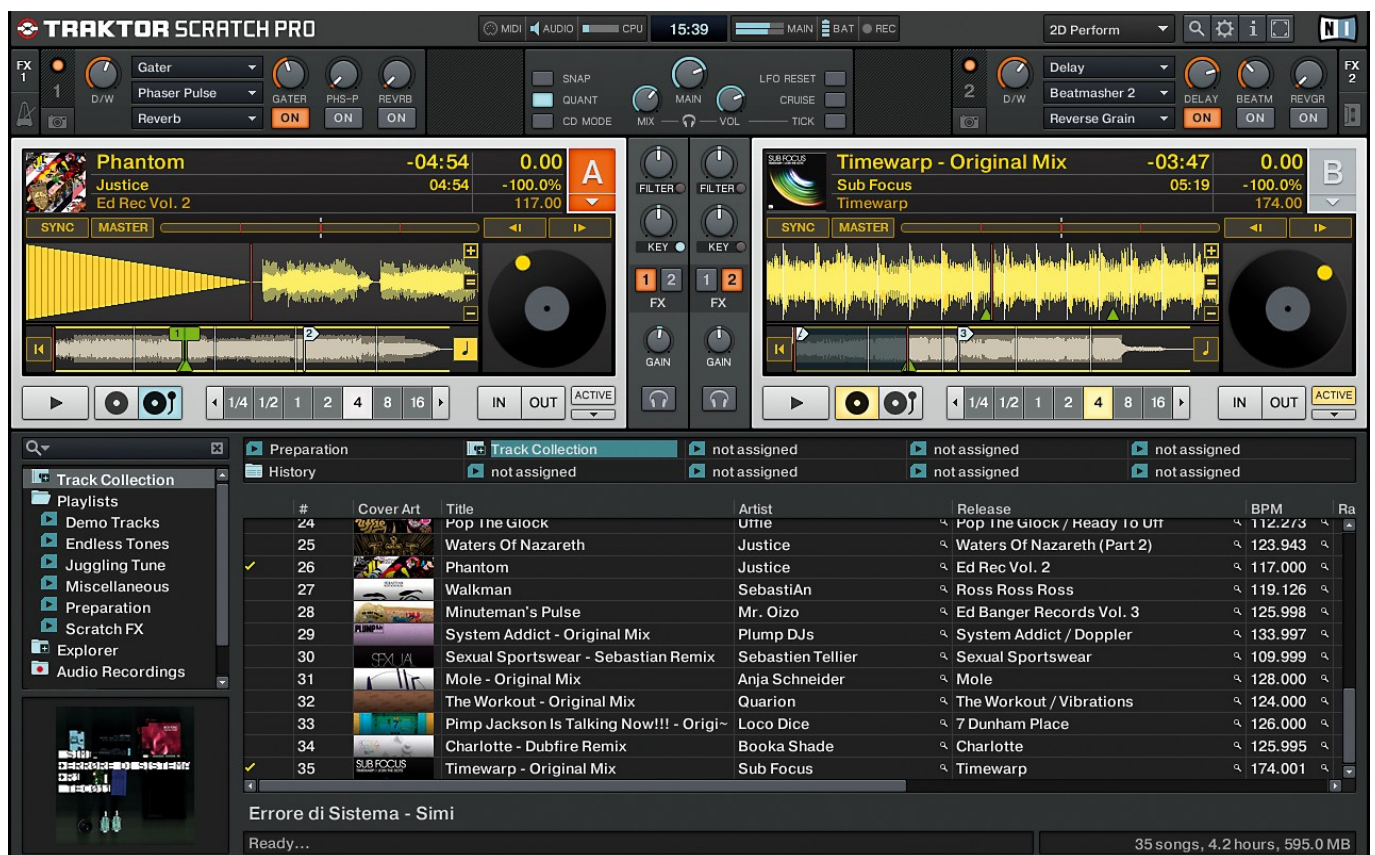 TRAKTOR SCRATCH PRO
MIDI AUDIO CPU 15:39 MAIN BAT REC
2D Perform i NI
FX 1
1
D/W
Gater
Phaser Pulse
Reverb
GATER PHS-P REVRB
ON ON ON
SNAP
QUANT
CD MODE
MAIN
MIX VOL
LFO RESET
CRUISE
TICK
2
D/W
Delay
Beatmasher 2
Reverse Grain
DELAY BEATM REVGR
ON ON ON
FX 2
Phantom -04:54 0.00
Justice 04:54 -100.0%
Ed Rec Vol. 2 117.00
A
SYNC MASTER
1 2
1/4 1/2 1 2 4 8 16
IN OUT ACTIVE
FILTER FILTER
KEY KEY
1 2 1 2
FX FX
GAIN GAIN
SUB FOCUS
Timewarp - Original Mix -03:47 0.00
Sub Focus 05:19 -100.0%
Timewarp 174.00
B
SYNC MASTER
3
1/4 1/2 1 2 4 8 16
IN OUT ACTIVE
Track Collection
Playlists
Demo Tracks
Endless Tones
Juggling Tune
Miscellaneous
Preparation
Scratch FX
Explorer
Audio Recordings
Preparation Track Collection not assigned not assigned not assigned
History not assigned not assigned not assigned not assigned
# Cover Art Title Artist Release BPM Ra
24 Pop The Glock Uffie Pop The Glock / Ready To Uff 112.273
25 Waters Of Nazareth Justice Waters Of Nazareth (Part 2) 123.943
26 Phantom Justice Ed Rec Vol. 2 117.000
27 Walkman SebastiAn Ross Ross Ross 119.126
28 Minuteman's Pulse Mr. Oizo Ed Banger Records Vol. 3 125.998
29 System Addict - Original Mix Plump DJs System Addict / Doppler 133.997
30 Sexual Sportswear - Sebastian Remix Sebastien Tellier Sexual Sportswear 109.999
31 Mole - Original Mix Anja Schneider Mole 128.000
32 The Workout - Original Mix Quarion The Workout / Vibrations 124.000
33 Pimp Jackson Is Talking Now!!! - Origi~ Loco Dice 7 Dunham Place 126.000
34 Charlotte - Dubfire Remix Booka Shade Charlotte 125.995
35 SUB FOCUS Timewarp - Original Mix Sub Focus Timewarp 174.001
SIMI
ERRORE DI SISTEMA
Errore di Sistema - Simi
Ready...
35 songs, 4.2 hours, 595.0 MB